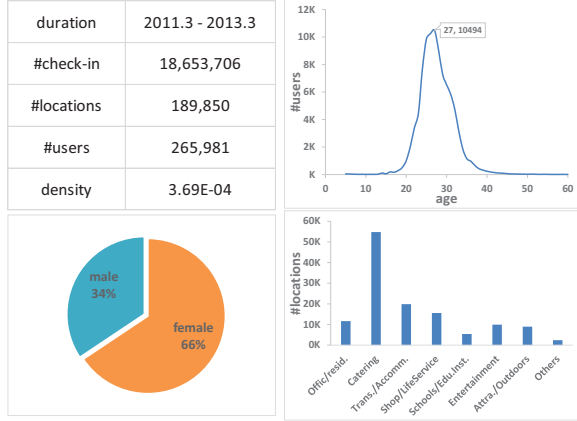 duration 2011.3 - 2013.3
#check-in 18,653,706
#locations 189,850
#users 265,981
density 3.69E-04
12K
10K
8K
6K
4K
2K
K
#users
27, 10494
0 10 20 30 40 50 60
age
male
34%
female
66%
60K
50K
40K
30K
20K
10K
0K
#locations
Offic/resid.
Catering
Trans./Accomm.
Shop/LifeService
Schools/Edu.Inst.
Entertainment
Attra./Outdoors
Others